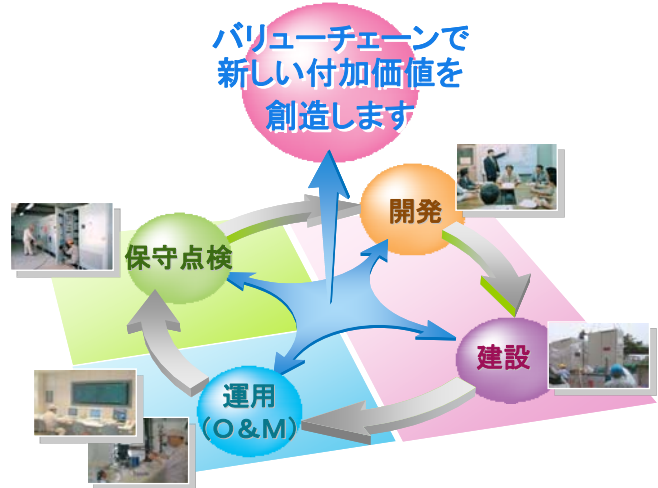 バリューチェーンで
新しい付加価値を
創造します
開発
保守点検
建設
運用
(O&M)